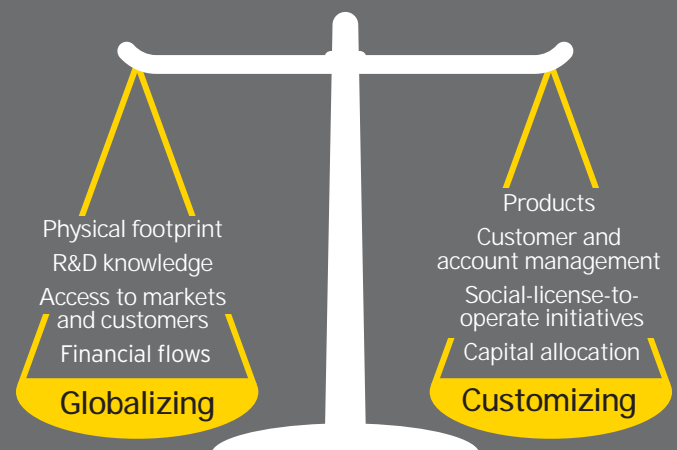 Physical footprint
R&D knowledge
Access to markets
and customers
Financial flows
Globalizing
Products
Customer and
account management
Social-license-to-
operate initiatives
Capital allocation
Customizing